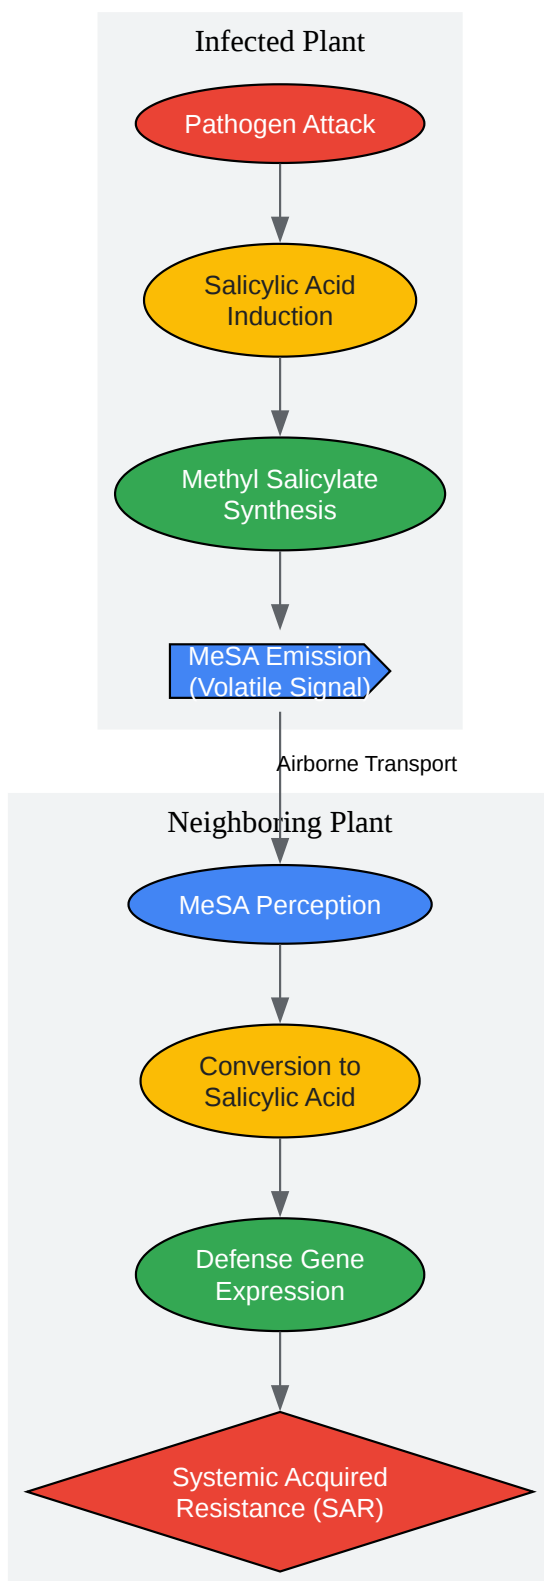 Infected Plant
Pathogen Attack
Salicylic Acid
Induction
Methyl Salicylate
Synthesis
MeSA Emission
(Volatile Signal)
Airborne Transport
Neighboring Plant
MeSA Perception
Conversion to
Salicylic Acid
Defense Gene
Expression
Systemic Acquired
Resistance (SAR)